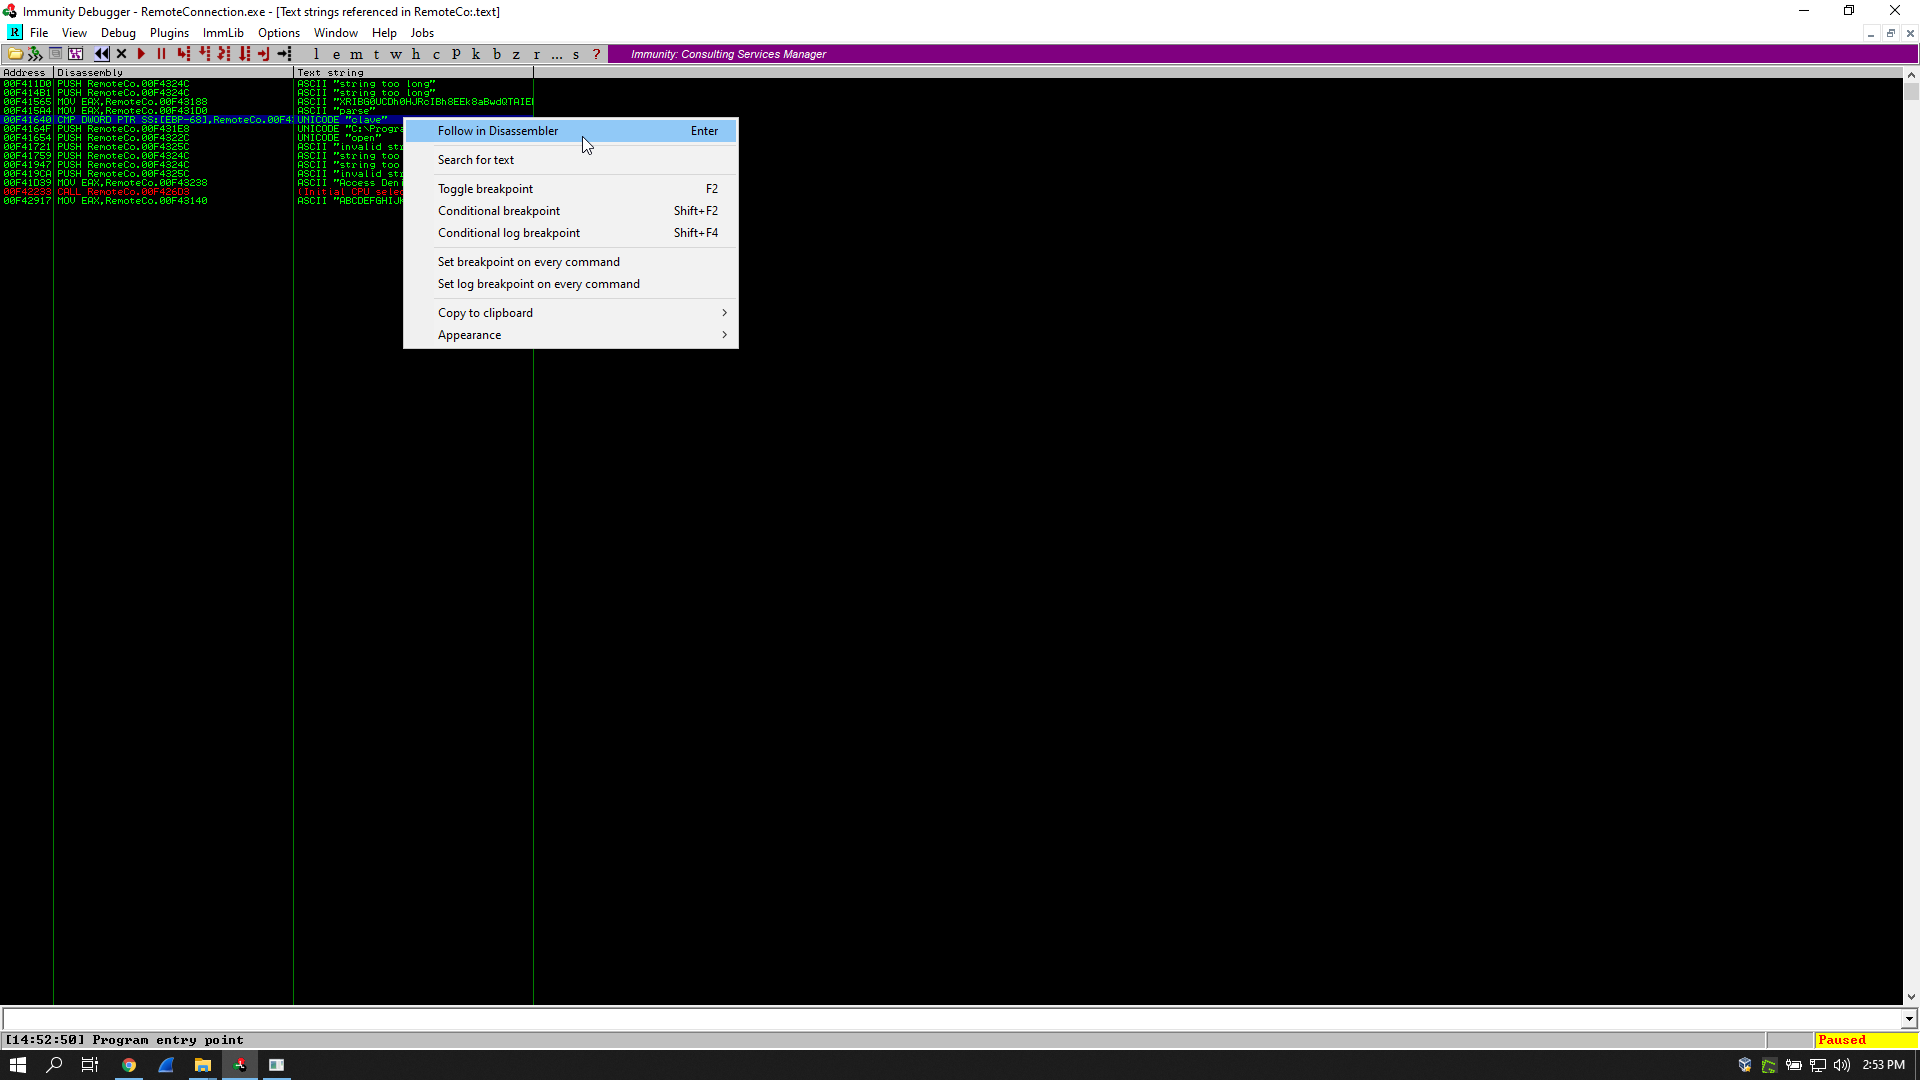 Immunity Debugger - RemoteConnection.exe - [Text strings referenced in RemoteCo:.text]
R File View Debug Plugins ImmLib Options Window Help Jobs
l e m t w h c p k b z r ... s ? Immunity: Consulting Services Manager
Address Disassembly Text string
00F411D0 PUSH RemoteCo.00F4324C ASCII "string too long"
00F414B1 PUSH RemoteCo.00F4324C ASCII "string too long"
00F41565 MOV EAX,RemoteCo.00F43188 ASCII "XRIBG0UCDh0HJRcIBh8EEk8aBwdQTAIE
00F415A4 MOV EAX,RemoteCo.00F431D0 ASCII "parse"
00F41640 CMP DWORD PTR SS:[EBP-68],RemoteCo.00F4 UNICODE "clave"
00F4164F PUSH RemoteCo.00F431E8 UNICODE "C:\Progra
00F41654 PUSH RemoteCo.00F4322C UNICODE "open"
00F41721 PUSH RemoteCo.00F4325C ASCII "invalid str
00F41759 PUSH RemoteCo.00F4324C ASCII "string too
00F41947 PUSH RemoteCo.00F4324C ASCII "string too
00F419CA PUSH RemoteCo.00F4325C ASCII "invalid str
00F41D39 MOV EAX,RemoteCo.00F43238 ASCII "Access Den
00F42233 CALL RemoteCo.00F426D3 (Initial CPU selec
00F42917 MOV EAX,RemoteCo.00F43140 ASCII "ABCDEFGHIJK
Follow in Disassembler Enter
Search for text
Toggle breakpoint F2
Conditional breakpoint Shift+F2
Conditional log breakpoint Shift+F4
Set breakpoint on every command
Set log breakpoint on every command
Copy to clipboard
Appearance
[14:52:50] Program entry point
Paused
2:53 PM